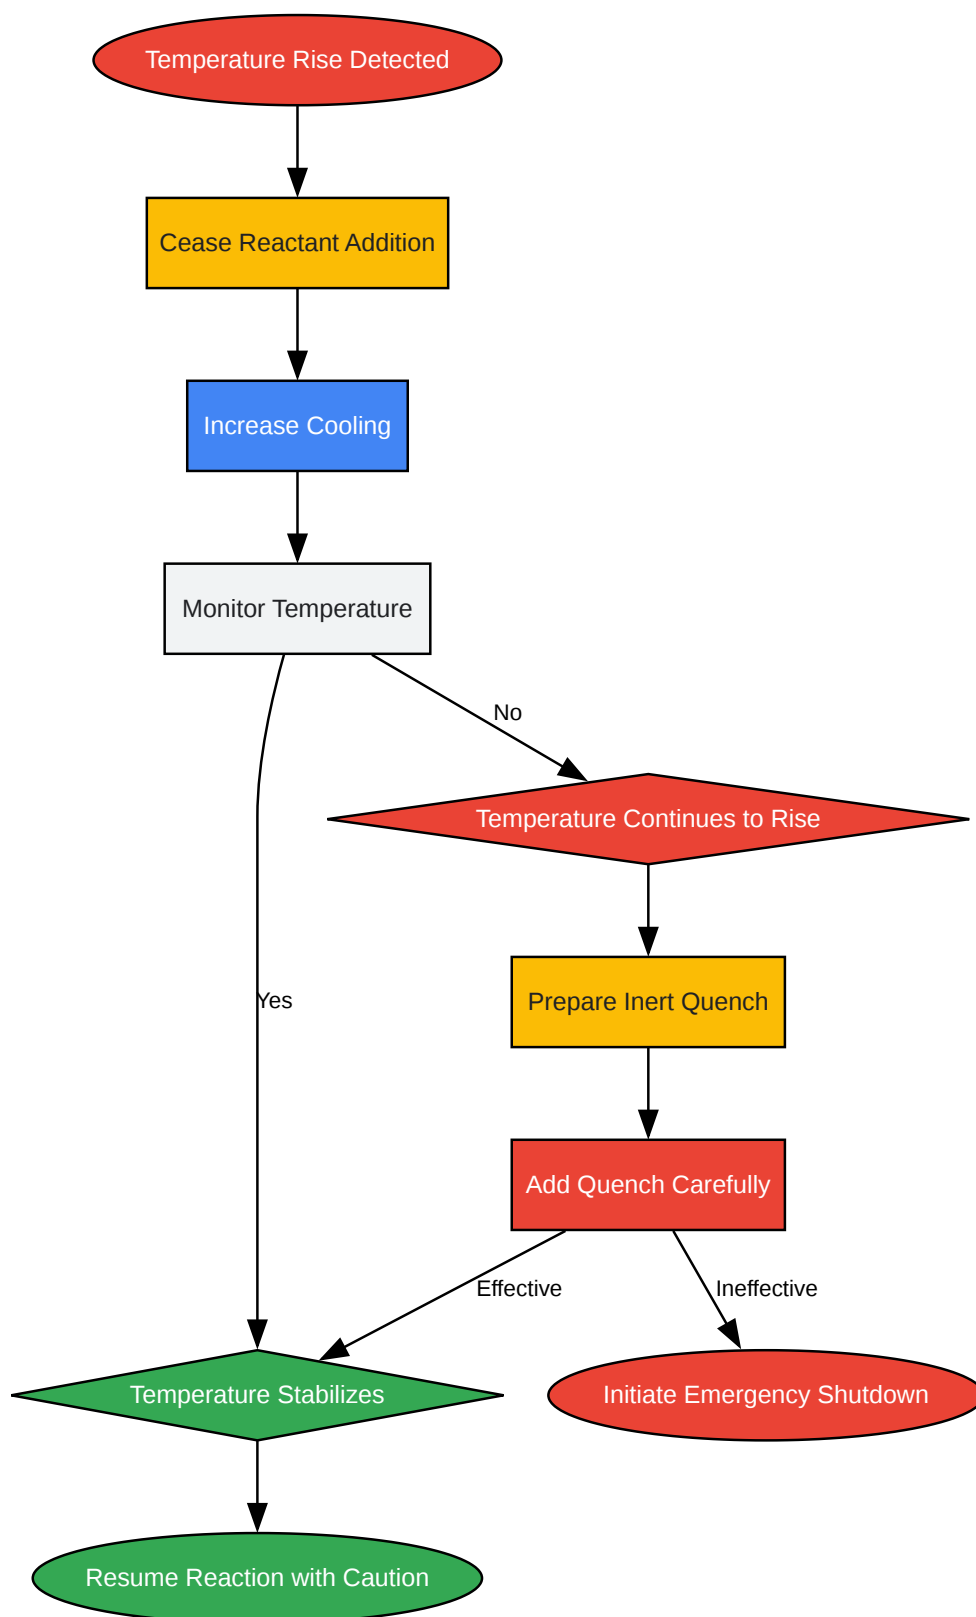 Temperature Rise Detected
Cease Reactant Addition
Increase Cooling
Monitor Temperature
No
Temperature Continues to Rise
Yes
Prepare Inert Quench
Add Quench Carefully
Effective
Ineffective
Temperature Stabilizes
Initiate Emergency Shutdown
Resume Reaction with Caution